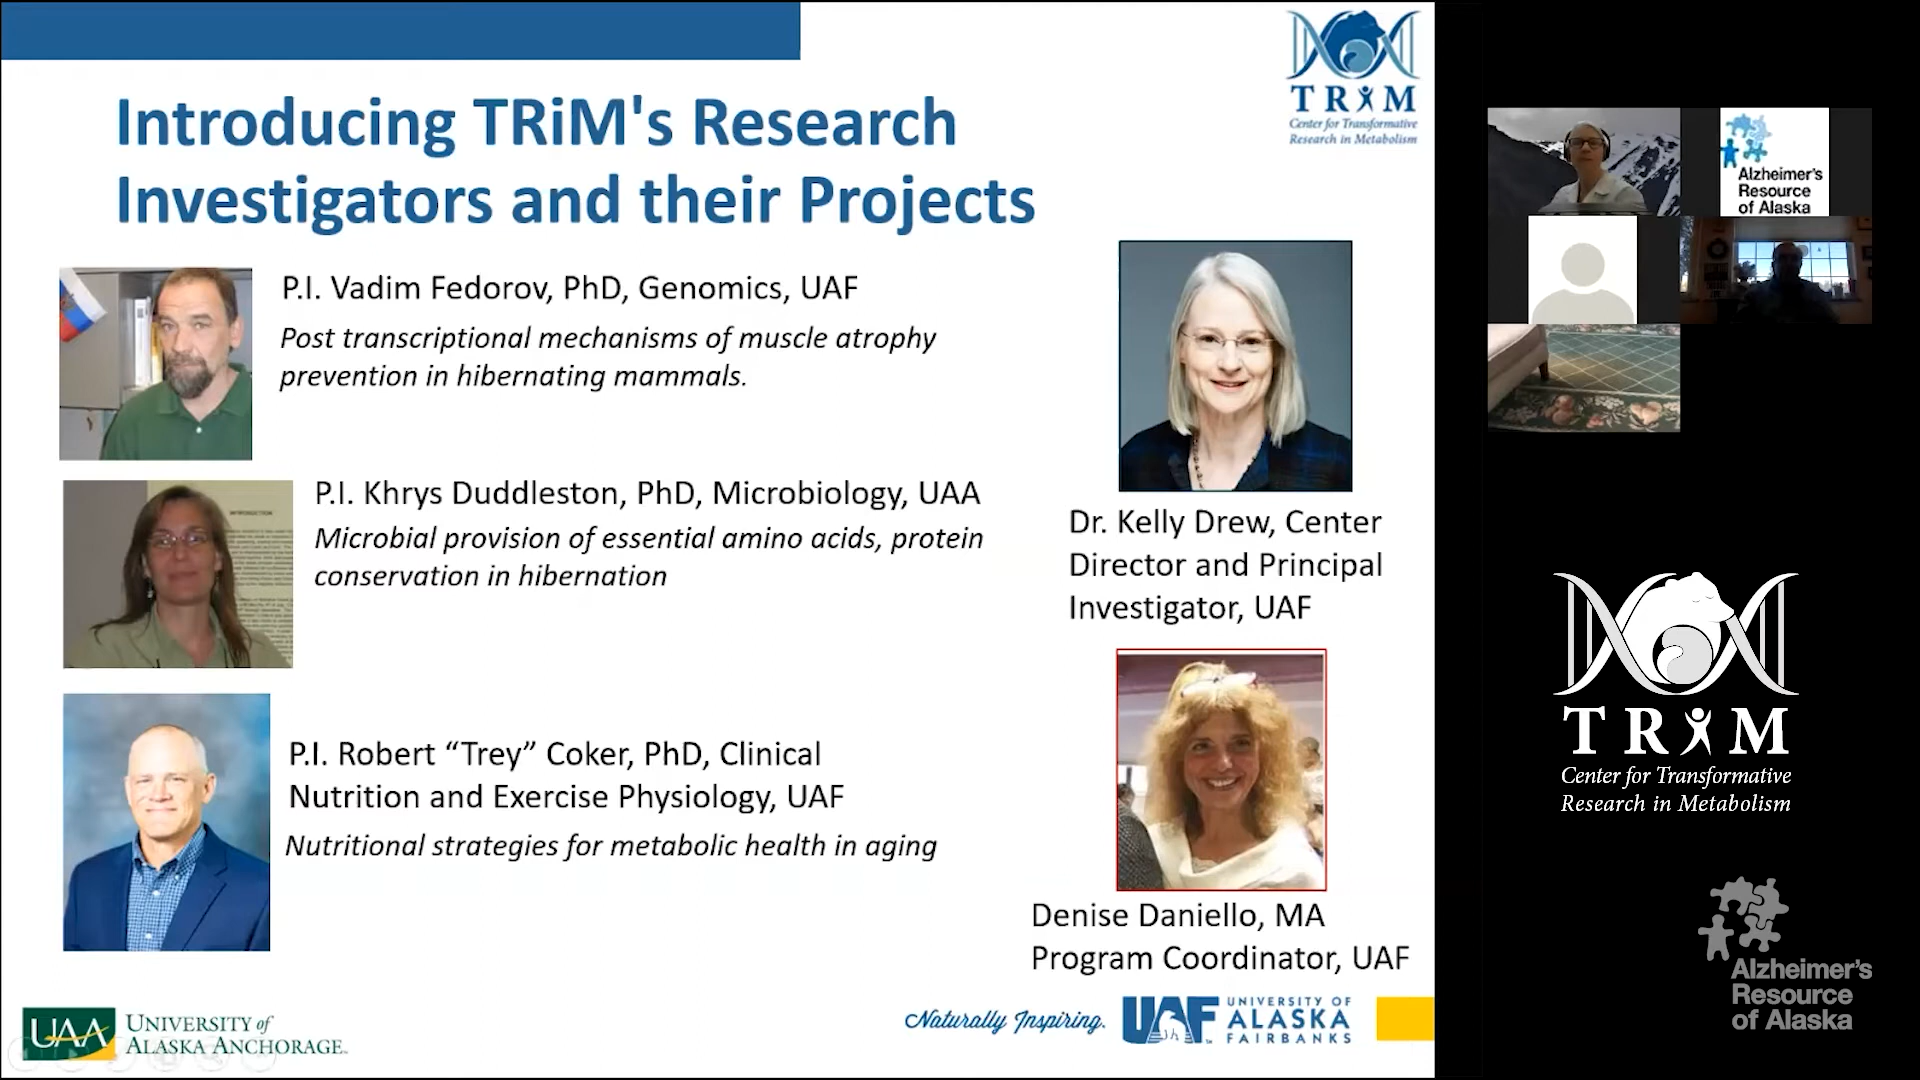 Introducing TRiM's Research
Investigators and their Projects
TRiM
Center for Transformative
Research in Metabolism
P.I. Vadim Fedorov, PhD, Genomics, UAF
Post transcriptional mechanisms of muscle atrophy
prevention in hibernating mammals.
P.I. Khrys Duddleston, PhD, Microbiology, UAA
Microbial provision of essential amino acids, protein
conservation in hibernation
P.I. Robert “Trey” Coker, PhD, Clinical
Nutrition and Exercise Physiology, UAF
Nutritional strategies for metabolic health in aging
Dr. Kelly Drew, Center
Director and Principal
Investigator, UAF
Denise Daniello, MA
Program Coordinator, UAF
UAA
UNIVERSITY of
ALASKA ANCHORAGE
Naturally Inspiring.
UAF
UNIVERSITY OF
ALASKA
FAIRBANKS
Alzheimer's
Resource
of Alaska
TRiM
Center for Transformative
Research in Metabolism
Alzheimer's
Resource
of Alaska